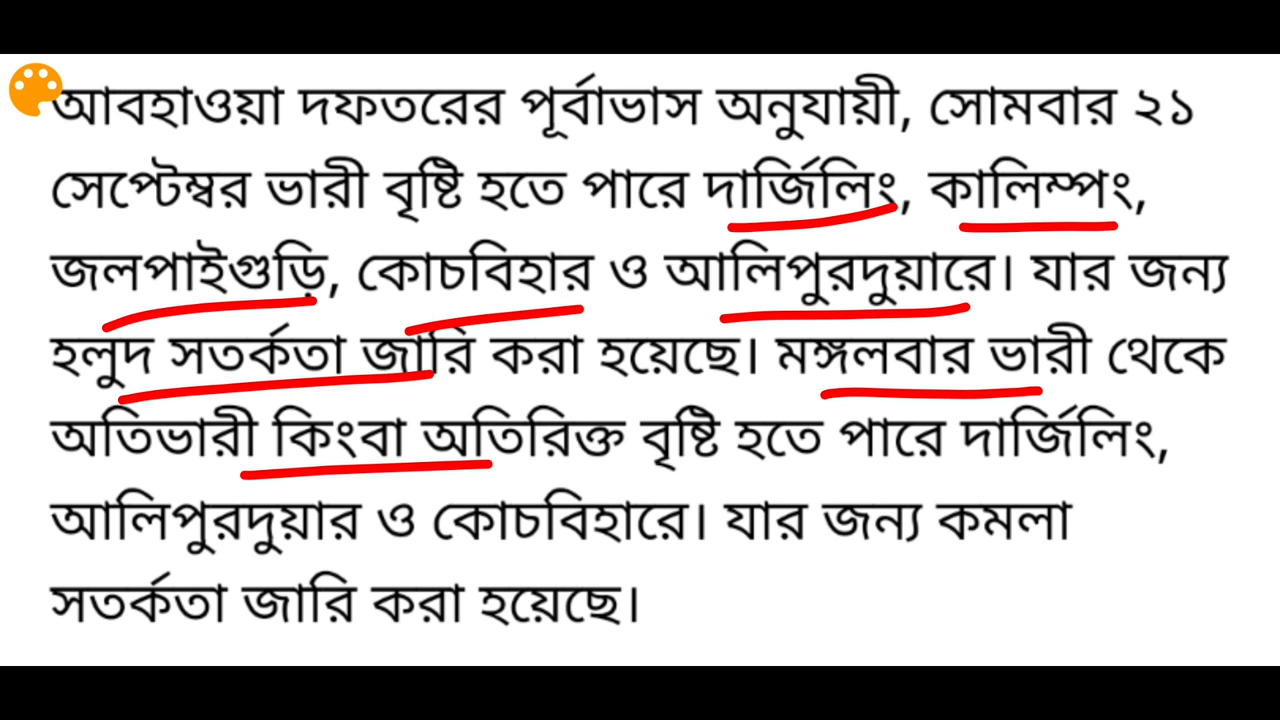 আবহাওয়া দফতরের পূর্বাভাস অনুযায়ী, সোমবার ২১
সেপ্টেম্বর ভারী বৃষ্টি হতে পারে দার্জিলিং, কালিম্পং,
জলপাইগুড়ি, কোচবিহার ও আলিপুরদুয়ারে। যার জন্য
হলুদ সতর্কতা জারি করা হয়েছে। মঙ্গলবার ভারী থেকে
অতিভারী কিংবা অতিরিক্ত বৃষ্টি হতে পারে দার্জিলিং,
আলিপুরদুয়ার ও কোচবিহারে। যার জন্য কমলা
সতর্কতা জারি করা হয়েছে।